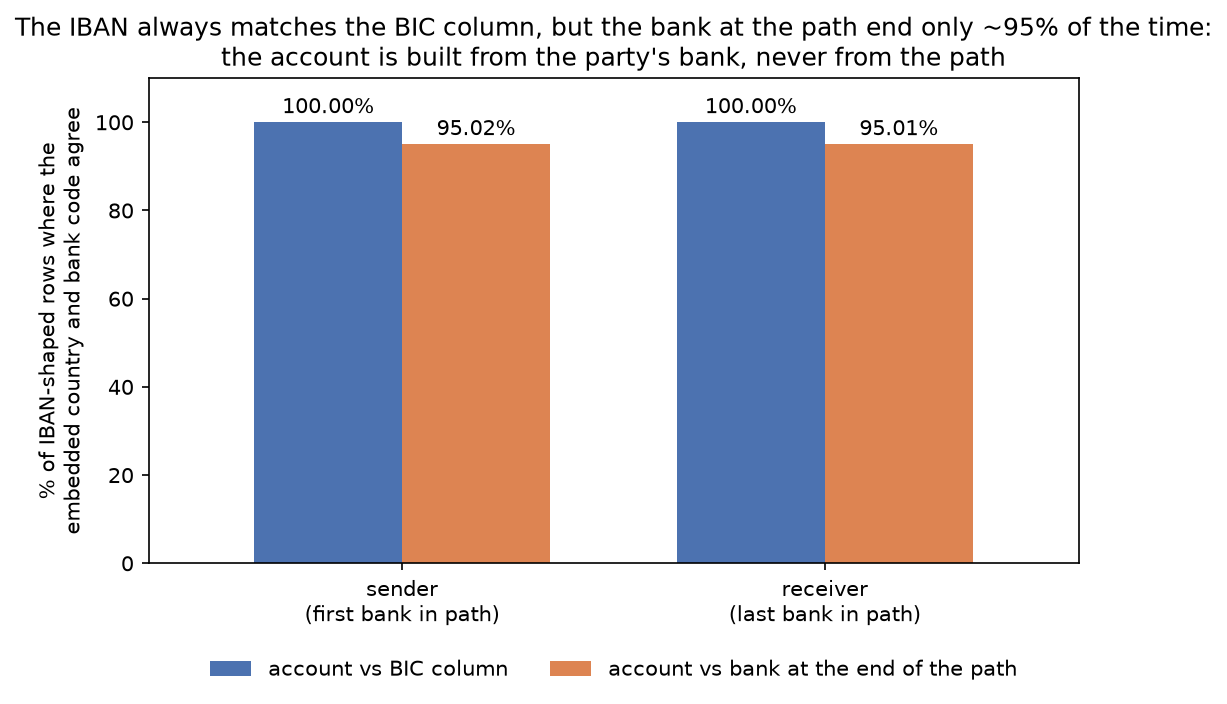 The IBAN always matches the BIC column, but the bank at the path end only ~95% of the time:
the account is built from the party's bank, never from the path
% of IBAN-shaped rows where the
embedded country and bank code agree
100
80
60
40
20
0
100.00%
95.02%
100.00%
95.01%
sender
(first bank in path)
receiver
(last bank in path)
account vs BIC column
account vs bank at the end of the path